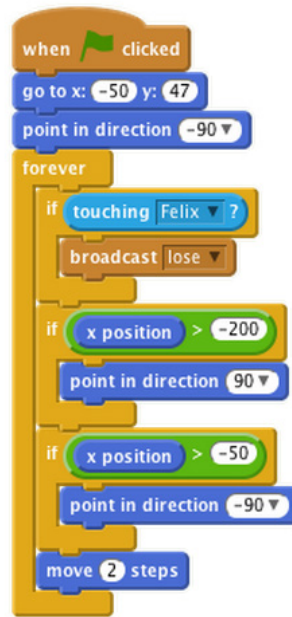 when clicked
go to x: -50 y: 47
point in direction -90
forever
if touching Felix ?
broadcast lose
if x position > -200
point in direction 90
if x position > -50
point in direction -90
move 2 steps